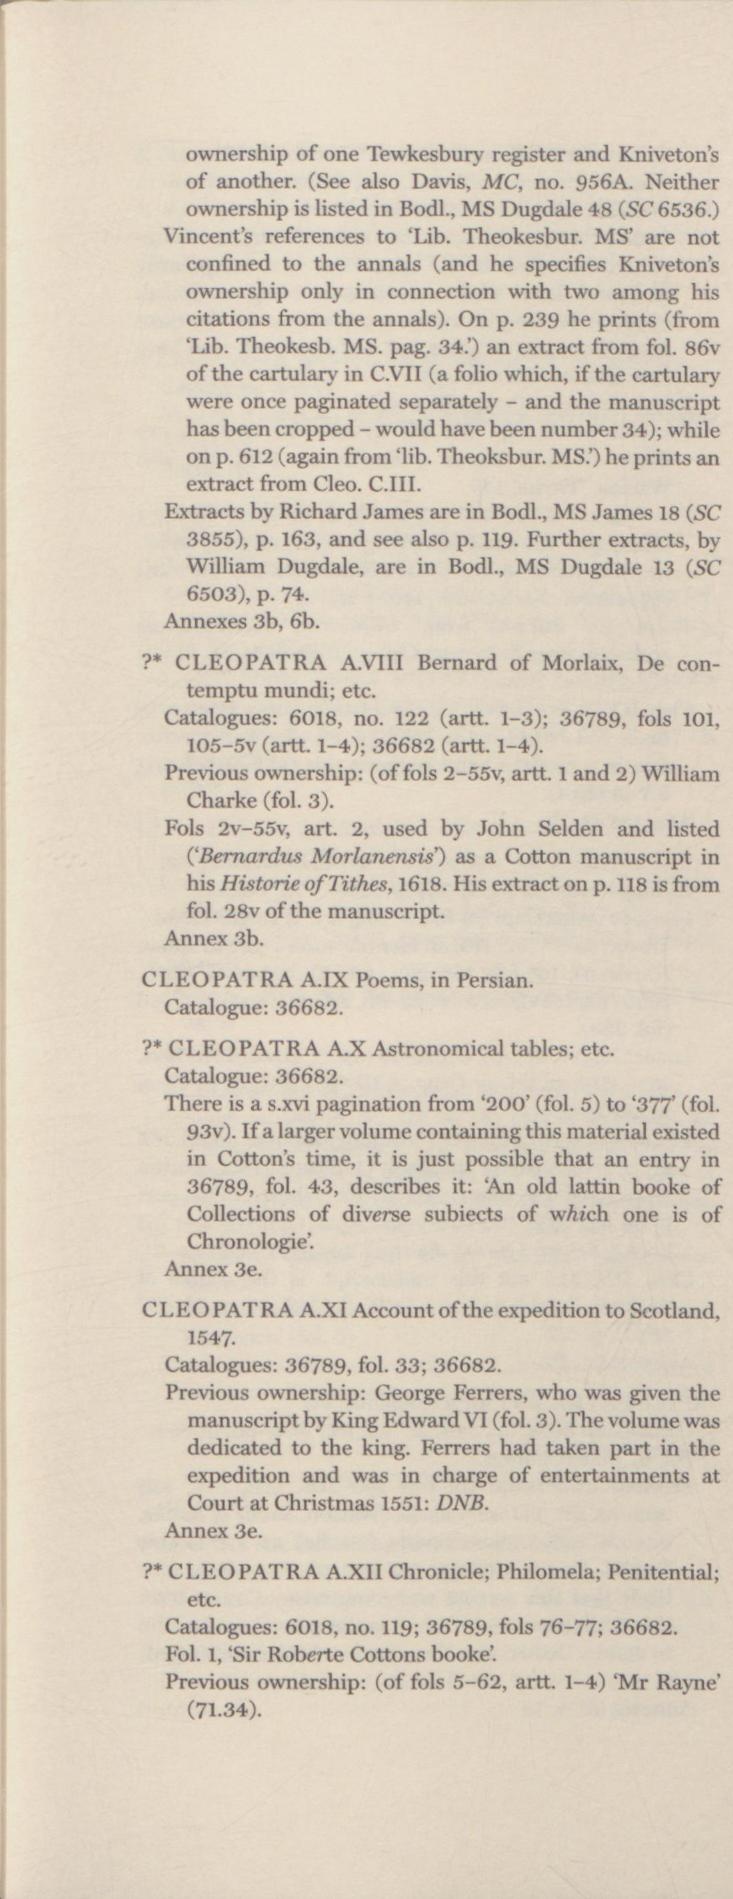 ownership of one Tewkesbury register and Kniveton's
of another. (See also Davis, MC, no. 956A. Neither
ownership is listed in Bodl., MS Dugdale 48 (SC 6536.)
Vincent's references to 'Lib. Theokesbur. MS' are not
confined to the annals (and he specifies Kniveton's
ownership only in connection with two among his
citations from the annals). On p. 239 he prints (from
'Lib. Theokesb. MS. pag. 34.') an extract from fol. 86v
of the cartulary in C.VII (a folio which, if the cartulary
were once paginated separately – and the manuscript
has been cropped – would have been number 34); while
on p. 612 (again from 'lib. Theoksbur. MS.') he prints an
extract from Cleo. C.III.
Extracts by Richard James are in Bodl., MS James 18 (SC
3855), p. 163, and see also p. 119. Further extracts, by
William Dugdale, are in Bodl., MS Dugdale 13 (SC
6503), p. 74.
Annexes 3b, 6b.
?* CLEOPATRA A.VIII Bernard of Morlaix, De con-
temptu mundi; etc.
Catalogues: 6018, no. 122 (artt. 1–3); 36789, fols 101,
105–5v (artt. 1–4); 36682 (artt. 1–4).
Previous ownership: (of fols 2–55v, artt. 1 and 2) William
Charke (fol. 3).
Fols 2v–55v, art. 2, used by John Selden and listed
('Bernardus Morlanensis') as a Cotton manuscript in
his Historie of Tithes, 1618. His extract on p. 118 is from
fol. 28v of the manuscript.
Annex 3b.
CLEOPATRA A.IX Poems, in Persian.
Catalogue: 36682.
?* CLEOPATRA A.X Astronomical tables; etc.
Catalogue: 36682.
There is a s.xvi pagination from '200' (fol. 5) to '377' (fol.
93v). If a larger volume containing this material existed
in Cotton's time, it is just possible that an entry in
36789, fol. 43, describes it: 'An old lattin booke of
Collections of diverse subiects of which one is of
Chronologie'.
Annex 3e.
CLEOPATRA A.XI Account of the expedition to Scotland,
1547.
Catalogues: 36789, fol. 33; 36682.
Previous ownership: George Ferrers, who was given the
manuscript by King Edward VI (fol. 3). The volume was
dedicated to the king. Ferrers had taken part in the
expedition and was in charge of entertainments at
Court at Christmas 1551: DNB.
Annex 3e.
?* CLEOPATRA A.XII Chronicle; Philomela; Penitential;
etc.
Catalogues: 6018, no. 119; 36789, fols 76–77; 36682.
Fol. 1, 'Sir Roberte Cottons booke'.
Previous ownership: (of fols 5–62, artt. 1–4) 'Mr Rayne'
(71.34).